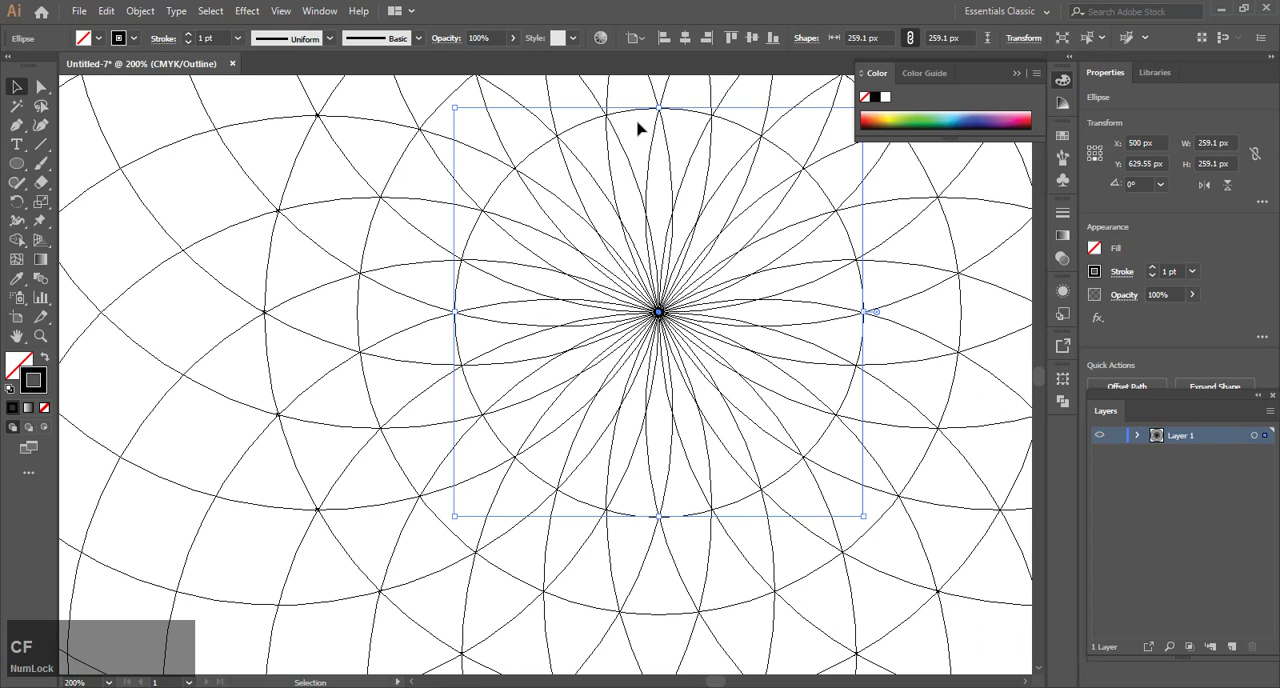 Ai File Edit Object Type Select Effect View Window Help Essentials Classic Search Adobe Stock
Ellipse Stroke: 1 pt Uniform Basic Opacity: 100% Style: Shape: 259.1 px 259.1 px Transform
Untitled-7* @ 200% (CMYK/Outline)
Color Color Guide
Properties Libraries
Ellipse
Transform
X: 500 px W: 259.1 px
Y: 629.55 px H: 259.1 px
0°
Appearance
Fill
Stroke 1 pt
Opacity 100%
fx.
Quick Actions
Offset Path Expand Shape
Layers
Layer 1
1 Layer
CF
NumLock
200% 1 Selection